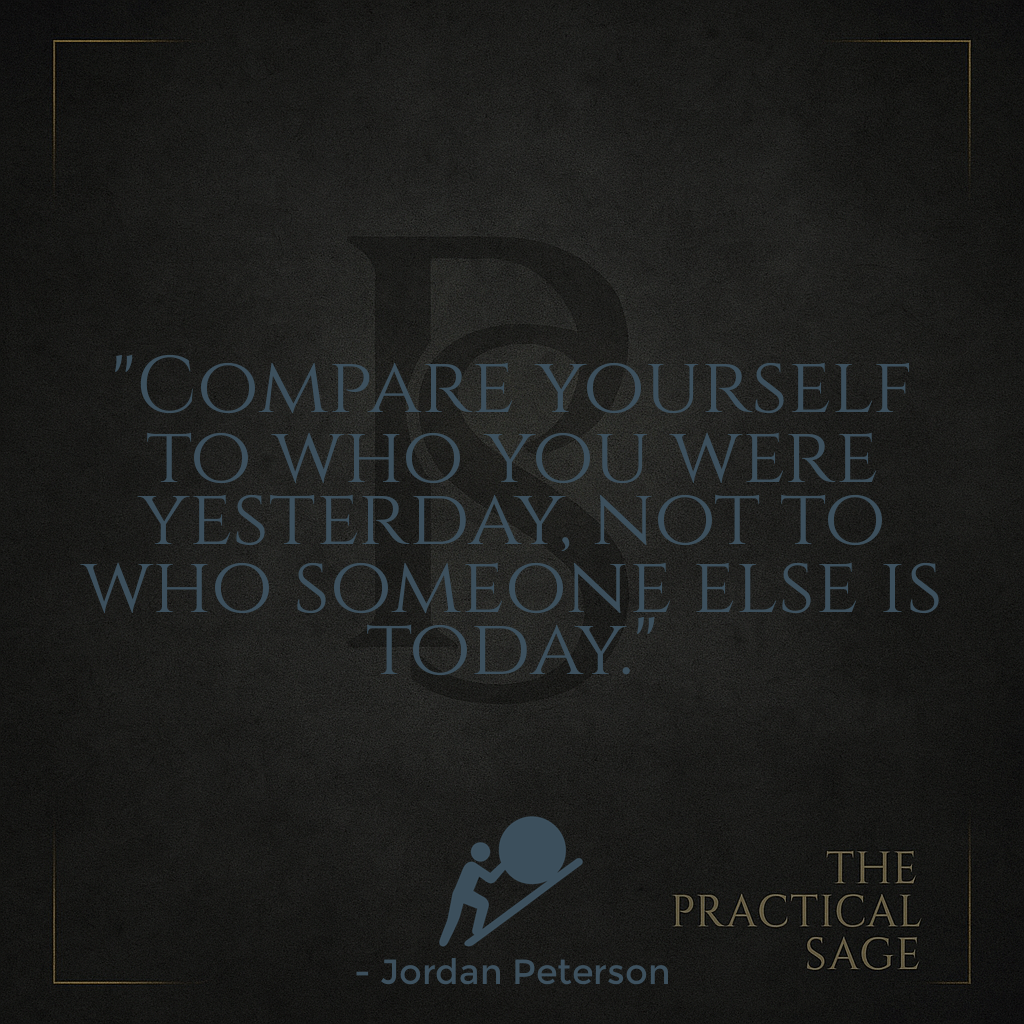 "Compare yourself
to who you were
yesterday, not to
who someone else is
today."
- Jordan Peterson
THE
PRACTICAL
SAGE
PS